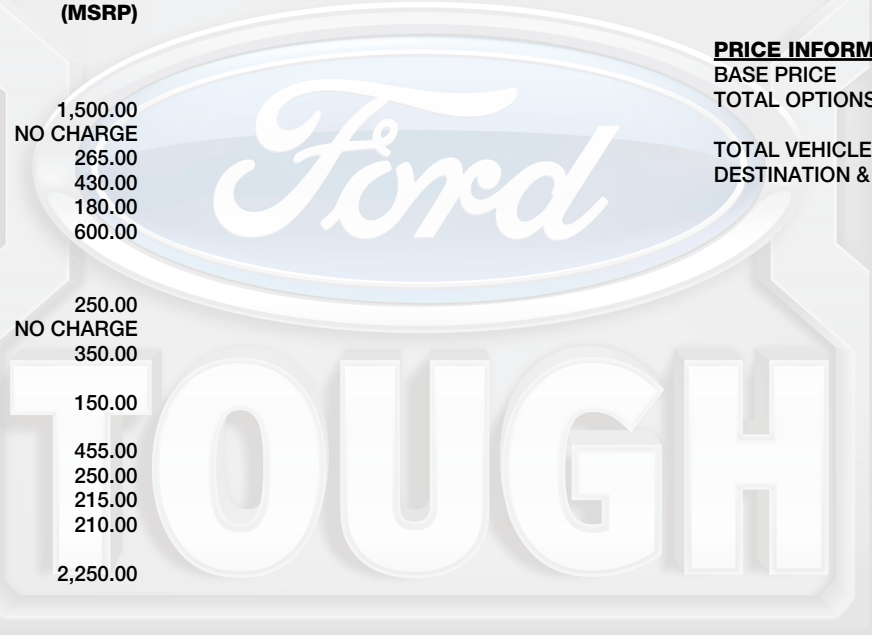 (MSRP)
1,500.00
NO CHARGE
265.00
430.00
180.00
600.00
250.00
NO CHARGE
350.00
150.00
455.00
250.00
215.00
210.00
2,250.00
PRICE INFORM
BASE PRICE
TOTAL OPTIONS
TOTAL VEHICLE
DESTINATION &
Ford
TOUGH